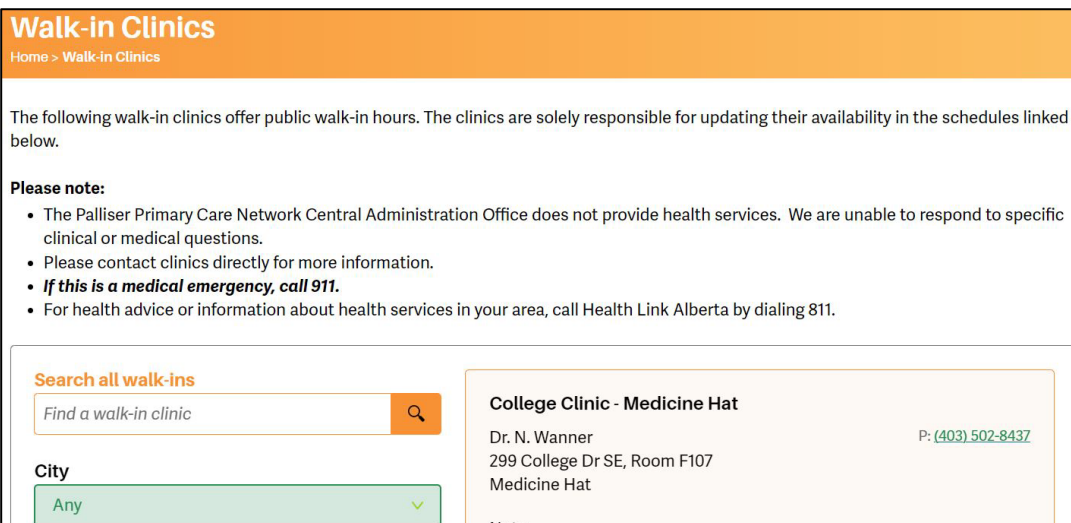 Walk-in Clinics
Home > Walk-in Clinics
The following walk-in clinics offer public walk-in hours. The clinics are solely responsible for updating their availability in the schedules linked
below.
Please note:
• The Palliser Primary Care Network Central Administration Office does not provide health services.  We are unable to respond to specific
clinical or medical questions.
• Please contact clinics directly for more information.
• If this is a medical emergency, call 911.
• For health advice or information about health services in your area, call Health Link Alberta by dialing 811.
Search all walk-ins
Find a walk-in clinic
City
Any
College Clinic - Medicine Hat
Dr. N. Wanner
P: (403) 502-8437
299 College Dr SE, Room F107
Medicine Hat